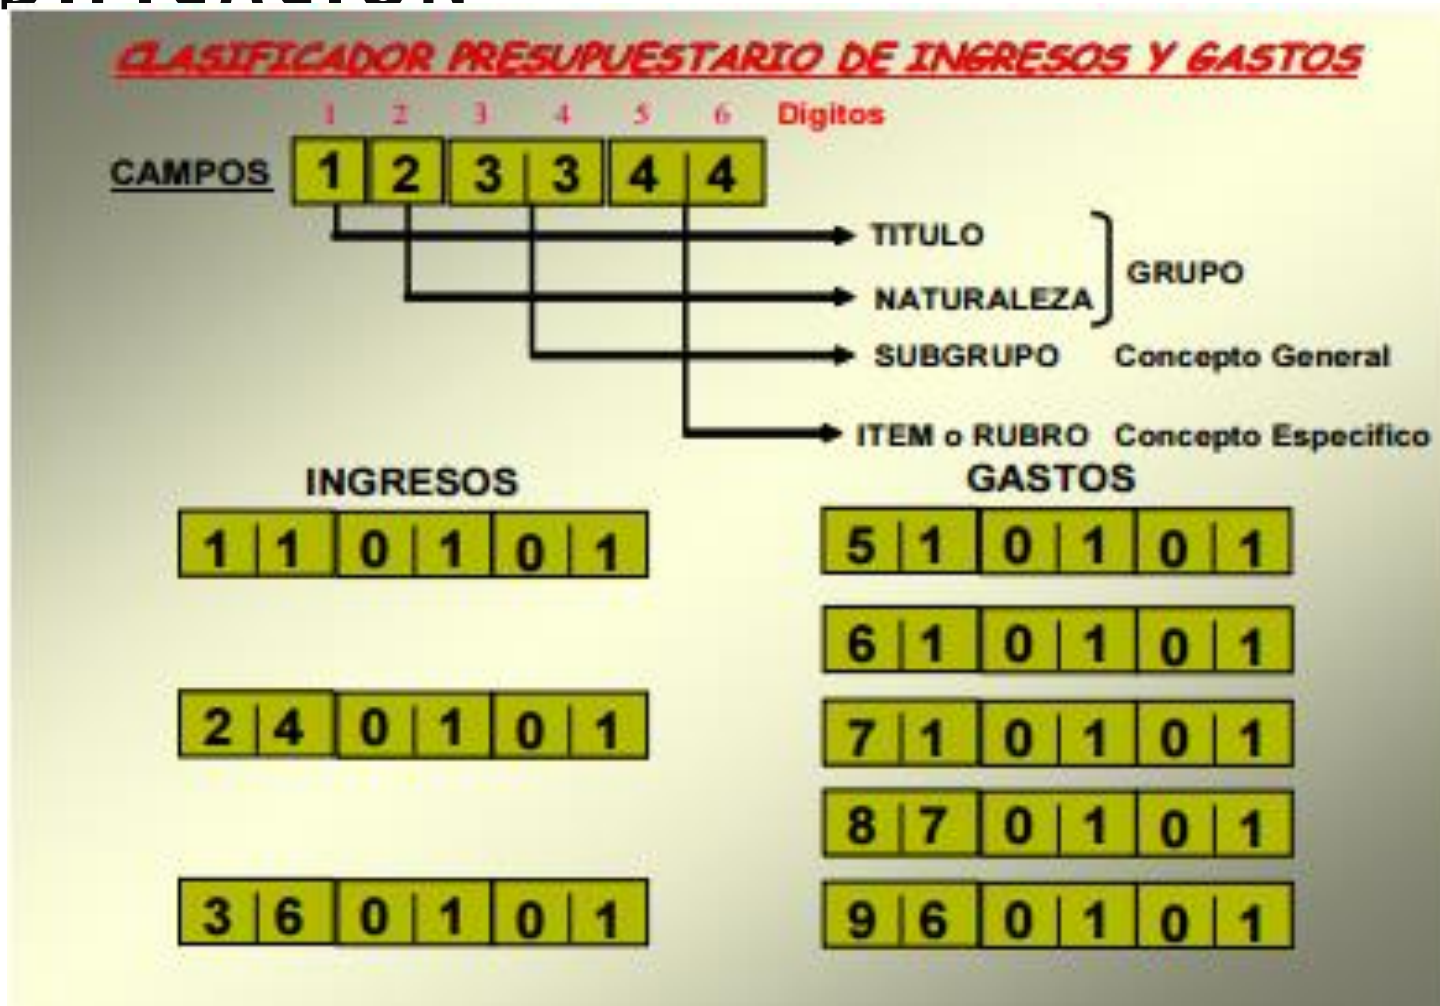 CLASIFICADOR PRESUPUESTARIO DE INGRESOS Y GASTOS
1 2 3 4 5 6 Digitos
CAMPOS 1 2 3 3 4 4
TITULO
GRUPO
NATURALEZA
SUBGRUPO Concepto General
ITEM o RUBRO Concepto Especifico
INGRESOS GASTOS
1 1 0 1 0 1 5 1 0 1 0 1
6 1 0 1 0 1
2 4 0 1 0 1 7 1 0 1 0 1
8 7 0 1 0 1
3 6 0 1 0 1 9 6 0 1 0 1